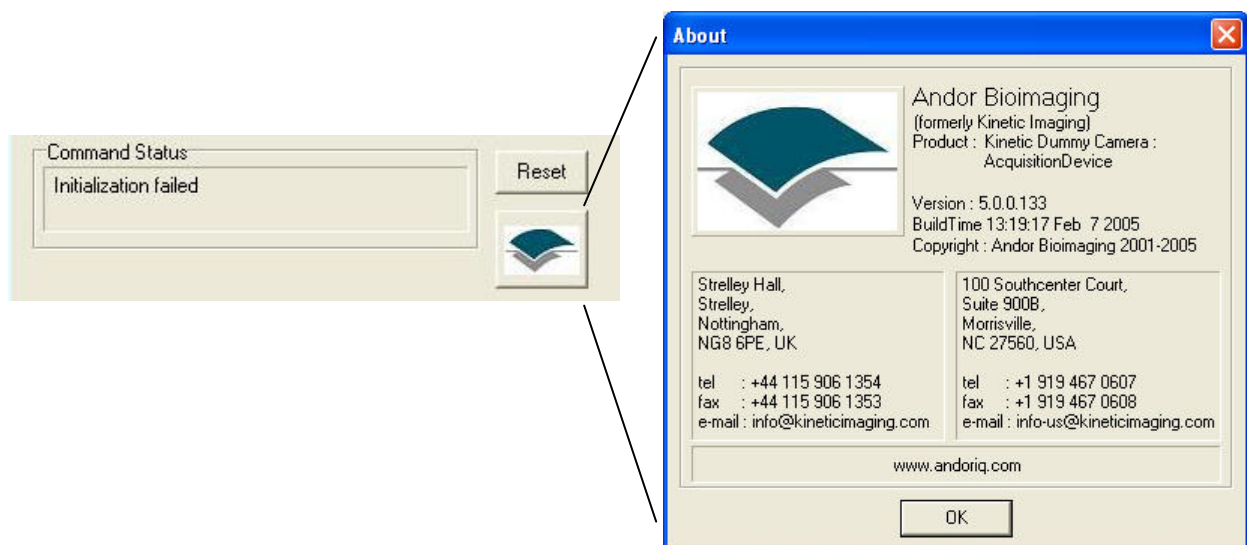 Command Status
Initialization failed
Reset
About
Andor Bioimaging
(formerly Kinetic Imaging)
Product : Kinetic Dummy Camera :
AcquisitionDevice
Version : 5.0.0.133
BuildTime 13:19:17 Feb 7 2005
Copyright : Andor Bioimaging 2001-2005
Strelley Hall,
Strelley,
Nottingham,
NG8 6PE, UK
tel : +44 115 906 1354
fax : +44 115 906 1353
e-mail : info@kineticimaging.com
100 Southcenter Court,
Suite 900B,
Morrisville,
NC 27560, USA
tel : +1 919 467 0607
fax : +1 919 467 0608
e-mail : info-us@kineticimaging.com
www.andoriq.com
OK